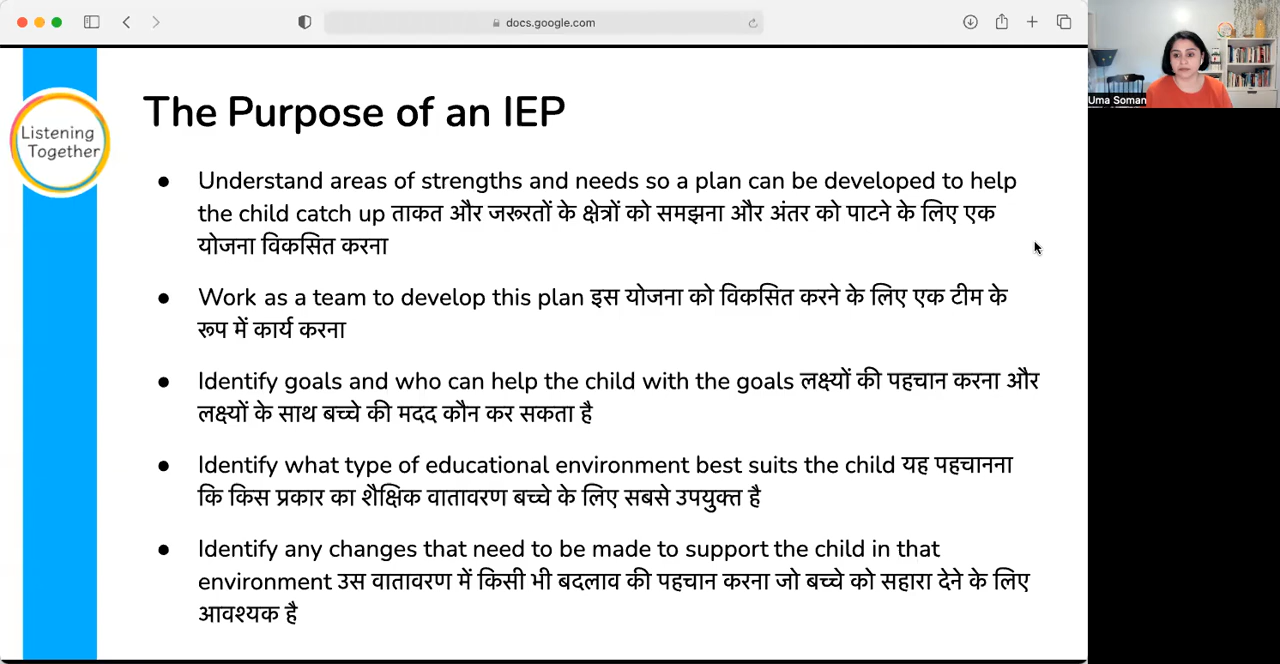 docs.google.com
Uma Soman
Listening
Together
The Purpose of an IEP
● Understand areas of strengths and needs so a plan can be developed to help
the child catch up ताकत और जरूरतों के क्षेत्रों को समझना और अंतर को पाटने के लिए एक
योजना विकसित करना
● Work as a team to develop this plan इस योजना को विकसित करने के लिए एक टीम के
रूप में कार्य करना
● Identify goals and who can help the child with the goals लक्ष्यों की पहचान करना और
लक्ष्यों के साथ बच्चे की मदद कौन कर सकता है
● Identify what type of educational environment best suits the child यह पहचानना
कि किस प्रकार का शैक्षिक वातावरण बच्चे के लिए सबसे उपयुक्त है
● Identify any changes that need to be made to support the child in that
environment उस वातावरण में किसी भी बदलाव की पहचान करना जो बच्चे को सहारा देने के लिए
आवश्यक है